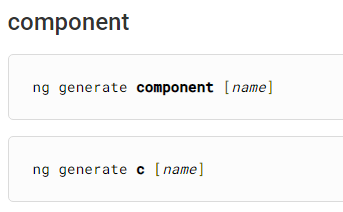 component
ng generate component [name]
ng generate c [name]